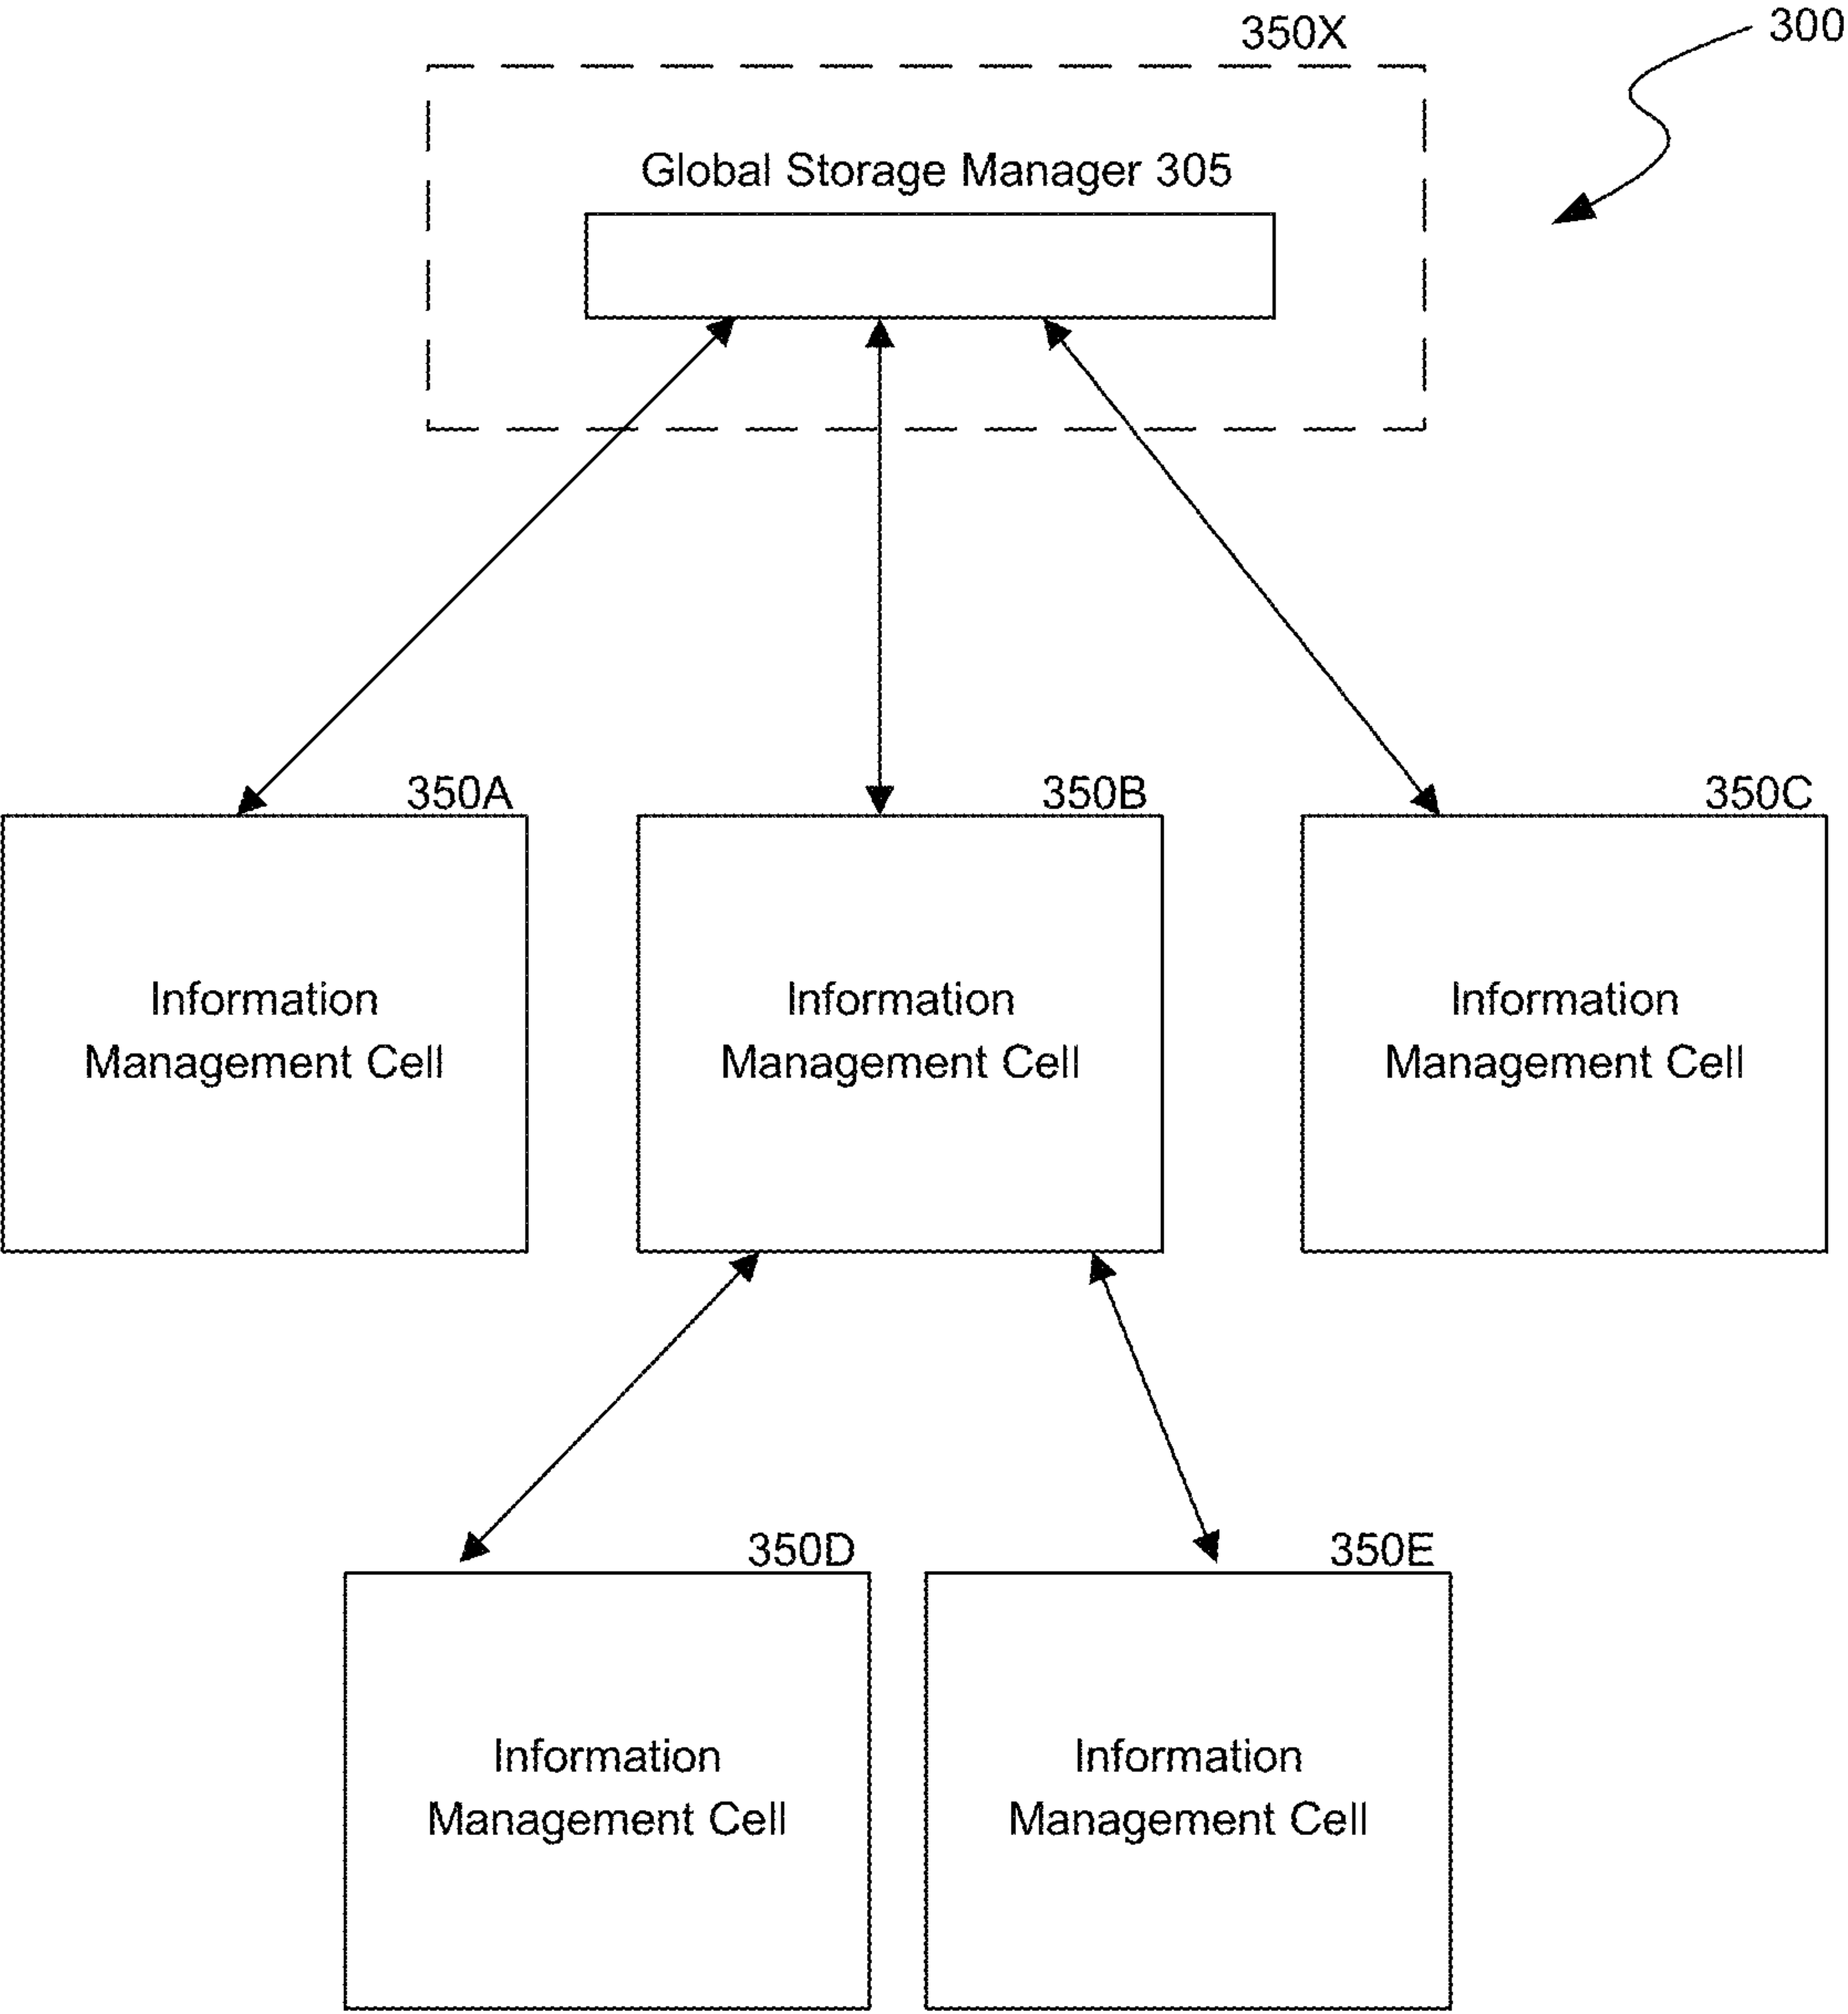 350X
300
Global Storage Manager 305
350A
350B
350C
Information
Management Cell
Information
Management Cell
Information
Management Cell
350D
350E
Information
Management Cell
Information
Management Cell